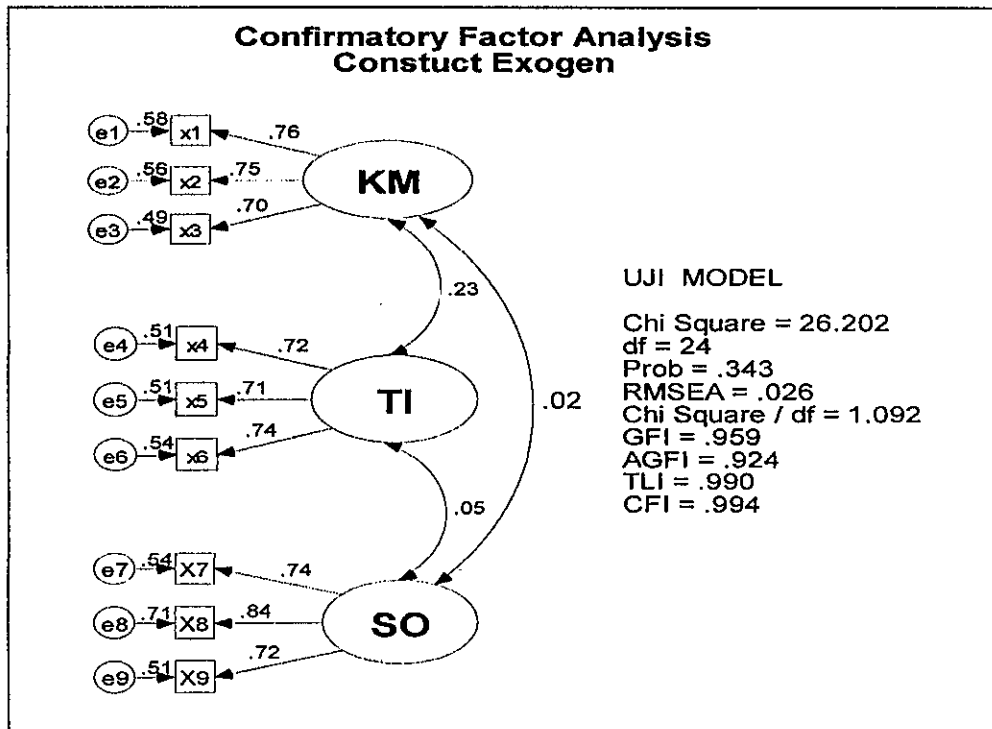 Confirmatory Factor Analysis
Constuct Exogen
e1 .58 x1 .76
e2 .56 x2 .75
KM
e3 .49 x3 .70
.23
e4 .51 x4 .72
e5 .51 x5 .71
TI
e6 .54 x6 .74
.02
.05
e7 .54 X7 .74
e8 .71 X8 .84
SO
e9 .51 X9 .72
UJI MODEL
Chi Square = 26.202
df = 24
Prob = .343
RMSEA = .026
Chi Square / df = 1.092
GFI = .959
AGFI = .924
TLI = .990
CFI = .994